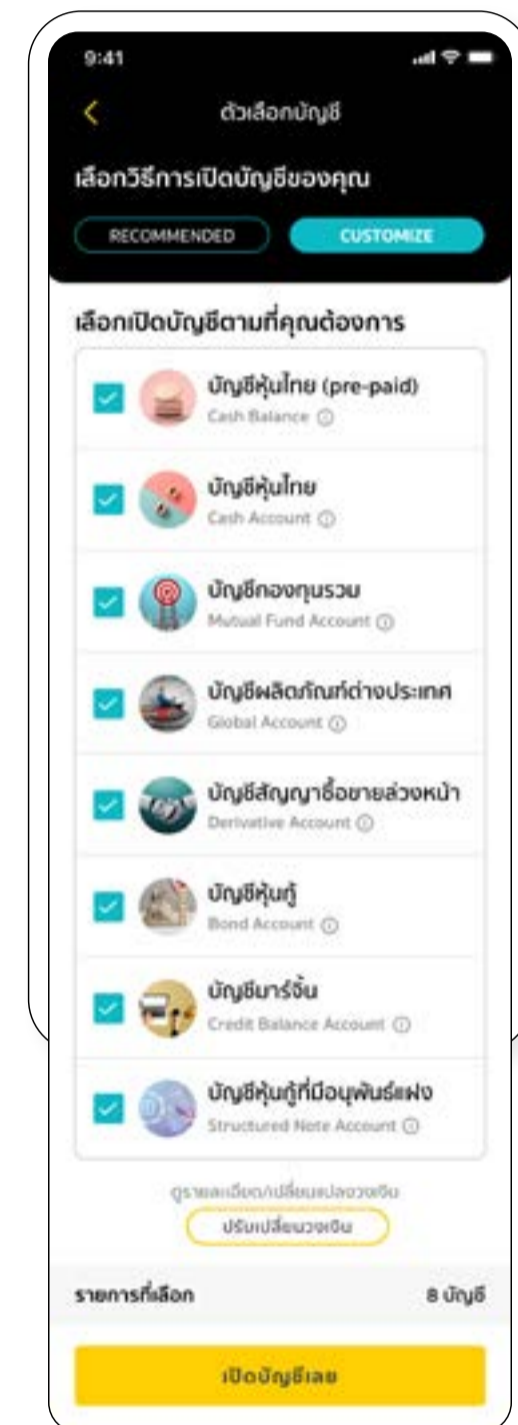 9:41
ตัวเลือกบัญชี
เลือกวิธีการเปิดบัญชีของคุณ
RECOMMENDED
CUSTOMIZE
เลือกเปิดบัญชีตามที่คุณต้องการ
บัญชีหุ้นไทย (pre-paid)
Cash Balance
บัญชีหุ้นไทย
Cash Account
บัญชีกองทุนรวม
Mutual Fund Account
บัญชีผลิตภัณฑ์ต่างประเทศ
Global Account
บัญชีสัญญาซื้อขายล่วงหน้า
Derivative Account
บัญชีหุ้นกู้
Bond Account
บัญชีมาร์จิ้น
Credit Balance Account
บัญชีหุ้นกู้ที่มีอนุพันธ์แฝง
Structured Note Account
ดูรายละเอียด/เปลี่ยนแปลงวงเงิน
ปรับเปลี่ยนวงเงิน
รายการที่เลือก 8 บัญชี
เปิดบัญชีเลย